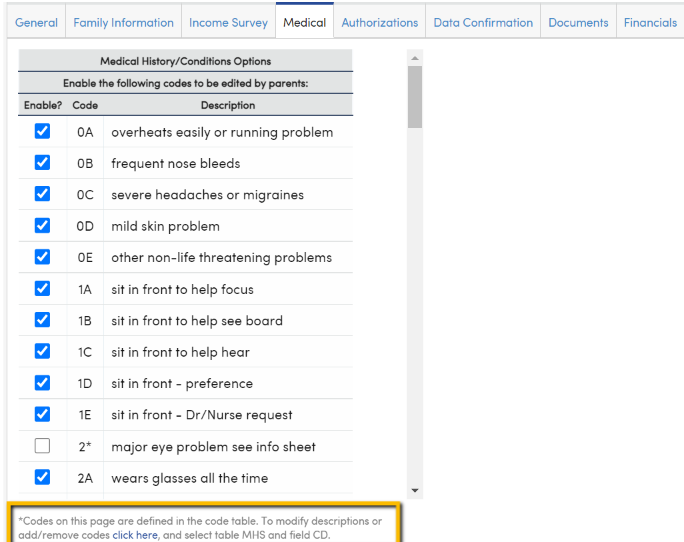 General Family Information Income Survey Medical Authorizations Data Confirmation Documents Financials
Medical History/Conditions Options
Enable the following codes to be edited by parents:
Enable? Code Description
0A overheats easily or running problem
0B frequent nose bleeds
0C severe headaches or migraines
0D mild skin problem
0E other non-life threatening problems
1A sit in front to help focus
1B sit in front to help see board
1C sit in front to help hear
1D sit in front - preference
1E sit in front - Dr/Nurse request
2* major eye problem see info sheet
2A wears glasses all the time
*Codes on this page are defined in the code table. To modify descriptions or
add/remove codes click here, and select table MHS and field CD.